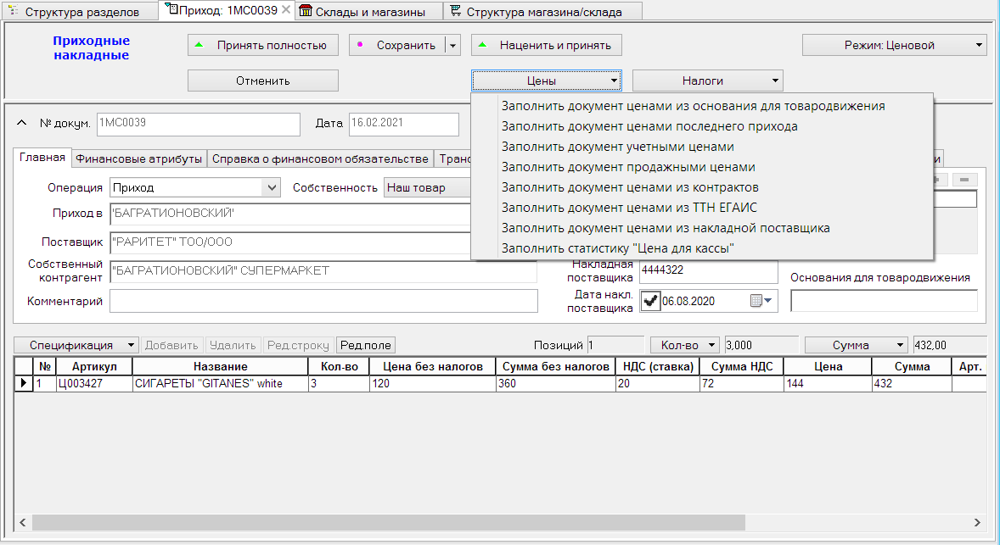 Структура разделов
Приход: 1МС0039
Склады и магазины
Структура магазина/склада
Приходные
накладные
Принять полностью
Сохранить
Наценить и принять
Режим: Ценовой
Отменить
Цены
Налоги
Заполнить документ ценами из основания для товародвижения
Заполнить документ ценами последнего прихода
Заполнить документ учетными ценами
Заполнить документ продажными ценами
Заполнить документ ценами из контрактов
Заполнить документ ценами из ТТН ЕГАИС
Заполнить документ ценами из накладной поставщика
Заполнить статистику "Цена для кассы"
№ докум. 1МС0039 Дата 16.02.2021
Главная Финансовые атрибуты Справка о финансовом обязательстве
Операция Приход Собственность Наш товар
Приход в "БАГРАТИОНОВСКИЙ"
Поставщик "РАРИТЕТ" ТОО/ООО
Собственный
контрагент
"БАГРАТИОНОВСКИЙ" СУПЕРМАРКЕТ
Накладная
поставщика
4444322
Основания для товародвижения
Комментарий
Дата накл.
поставщика
06.08.2020
Спецификация Добавить Удалить Ред.строку Ред.поле Позиций 1 Кол-во 3,000 Сумма 432,00
№ Артикул Название Кол-во Цена без налогов Сумма без налогов НДС (ставка) Сумма НДС Цена Сумма Арт.
1 Ц003427 СИГАРЕТЫ "GITANES" white 3 120 360 20 72 144 432